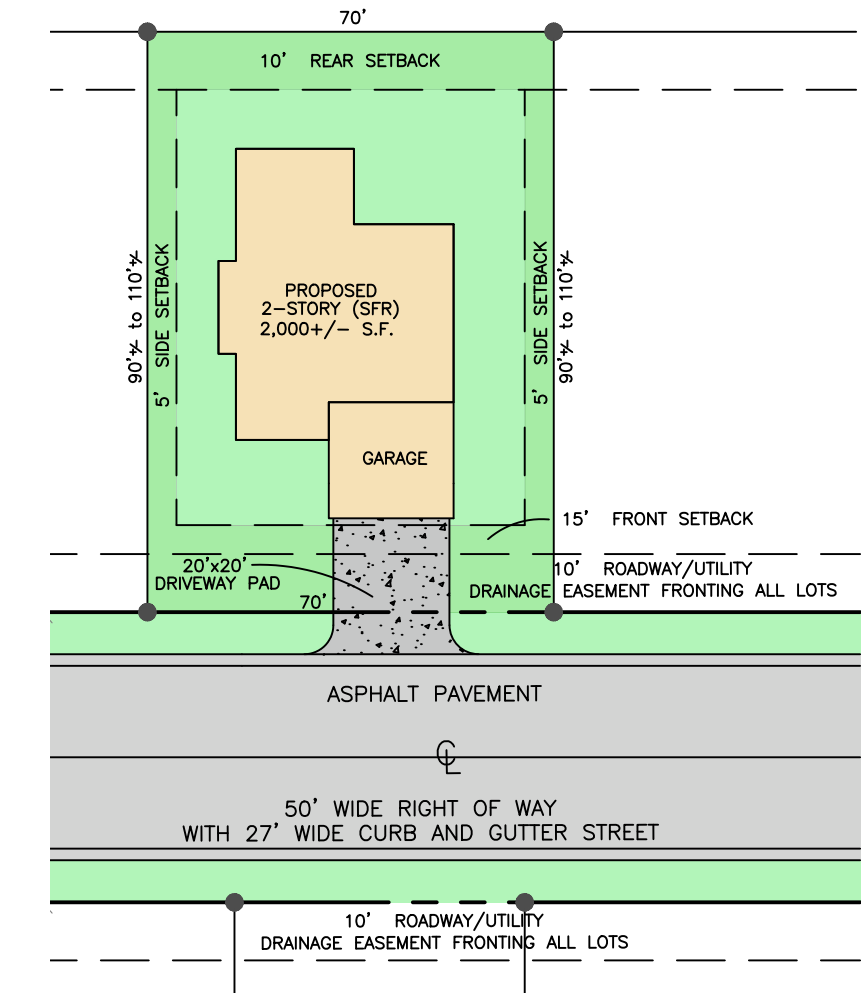 70'
10' REAR SETBACK
90'+/- to 110'+/-
5' SIDE SETBACK
PROPOSED
2-STORY (SFR)
2,000+/- S.F.
5' SIDE SETBACK
90'+/- to 110'+/-
GARAGE
15' FRONT SETBACK
20'x20'
DRIVEWAY PAD
10' ROADWAY/UTILITY
DRAINAGE EASEMENT FRONTING ALL LOTS
70'
ASPHALT PAVEMENT
CL
50' WIDE RIGHT OF WAY
WITH 27' WIDE CURB AND GUTTER STREET
10' ROADWAY/UTILITY
DRAINAGE EASEMENT FRONTING ALL LOTS